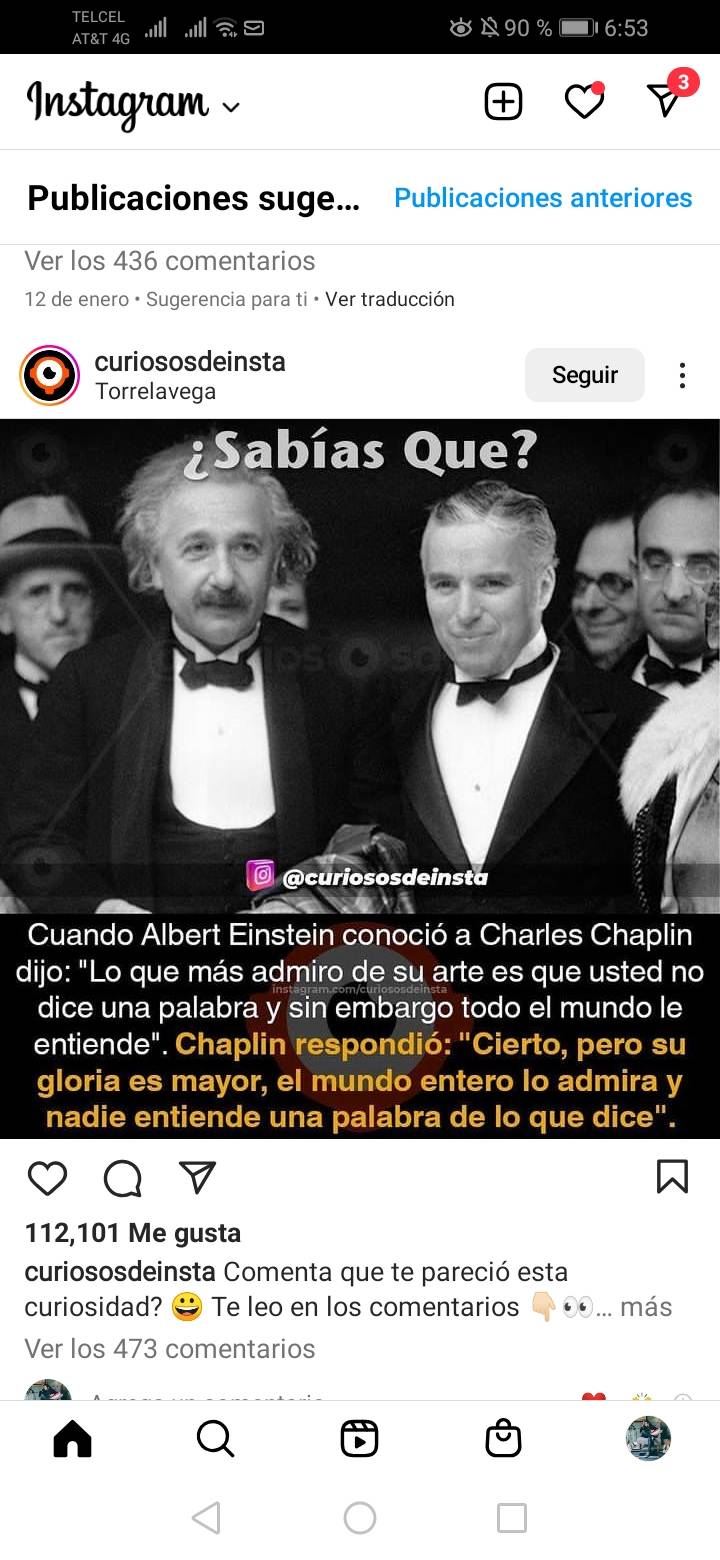 TELCEL
AT&T 4G
90 %
6:53
Instagram
3
Publicaciones suge...
Publicaciones anteriores
Ver los 436 comentarios
12 de enero • Sugerencia para ti • Ver traducción
curiososdeinsta
Torrelavega
Seguir
¿Sabías Que?
@curiososdeinsta
Cuando Albert Einstein conoció a Charles Chaplin
dijo: "Lo que más admiro de su arte es que usted no
instagram.com/curiososdeinsta
dice una palabra y sin embargo todo el mundo le
entiende". Chaplin respondió: "Cierto, pero su
gloria es mayor, el mundo entero lo admira y
nadie entiende una palabra de lo que dice".
112,101 Me gusta
curiososdeinsta Comenta que te pareció esta
curiosidad? 😀 Te leo en los comentarios 👇🏻👀... más
Ver los 473 comentarios